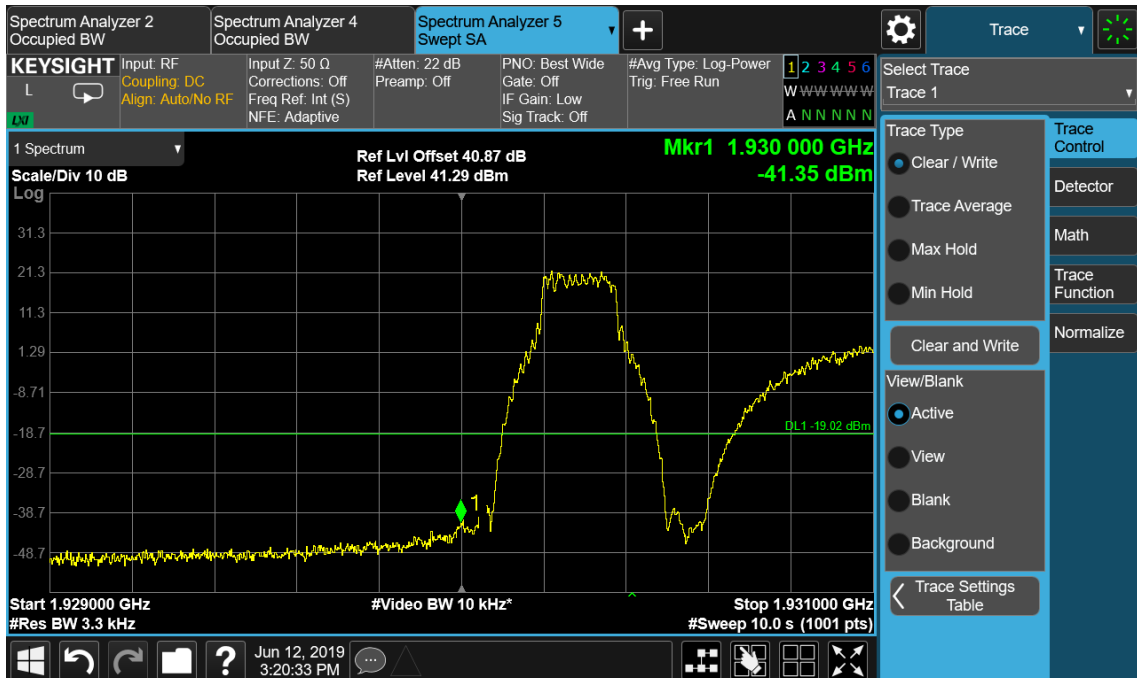 Spectrum Analyzer 2
Occupied BW
Spectrum Analyzer 4
Occupied BW
Spectrum Analyzer 5
Swept SA
Trace
KEYSIGHT
L
LXI
Input: RF
Coupling: DC
Align: Auto/No RF
Input Z: 50 Ω
Corrections: Off
Freq Ref: Int (S)
NFE: Adaptive
#Atten: 22 dB
Preamp: Off
PNO: Best Wide
Gate: Off
IF Gain: Low
Sig Track: Off
#Avg Type: Log-Power
Trig: Free Run
1 2 3 4 5 6
W W W W W W
A N N N N N
Select Trace
Trace 1
1 Spectrum
Scale/Div 10 dB
Ref Lvl Offset 40.87 dB
Ref Level 41.29 dBm
Mkr1 1.930 000 GHz
-41.35 dBm
Log
31.3
21.3
11.3
1.29
-8.71
-18.7
-28.7
-38.7
-48.7
DL1 -19.02 dBm
1
Start 1.929000 GHz
#Res BW 3.3 kHz
#Video BW 10 kHz*
Stop 1.931000 GHz
#Sweep 10.0 s (1001 pts)
Trace Type
Clear / Write
Trace Average
Max Hold
Min Hold
Clear and Write
View/Blank
Active
View
Blank
Background
Trace Settings
Table
Trace
Control
Detector
Math
Trace
Function
Normalize
?
Jun 12, 2019
3:20:33 PM